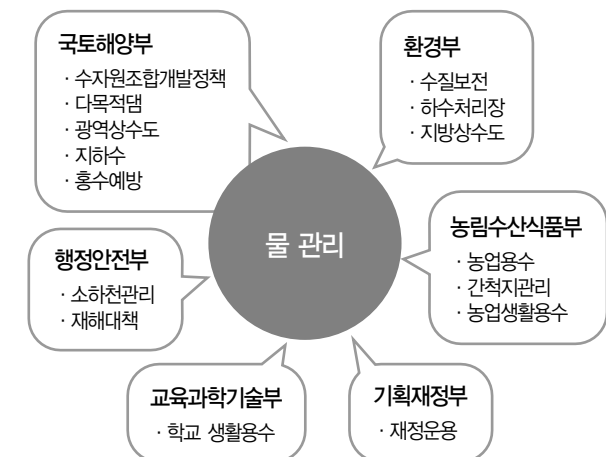 국토해양부
· 수자원조합개발정책
· 다목적댐
· 광역상수도
· 지하수
· 홍수예방
환경부
· 수질보전
· 하수처리장
· 지방상수도
물 관리
행정안전부
· 소하천관리
· 재해대책
농림수산식품부
· 농업용수
· 간척지관리
· 농업생활용수
교육과학기술부
· 학교 생활용수
기획재정부
· 재정운용